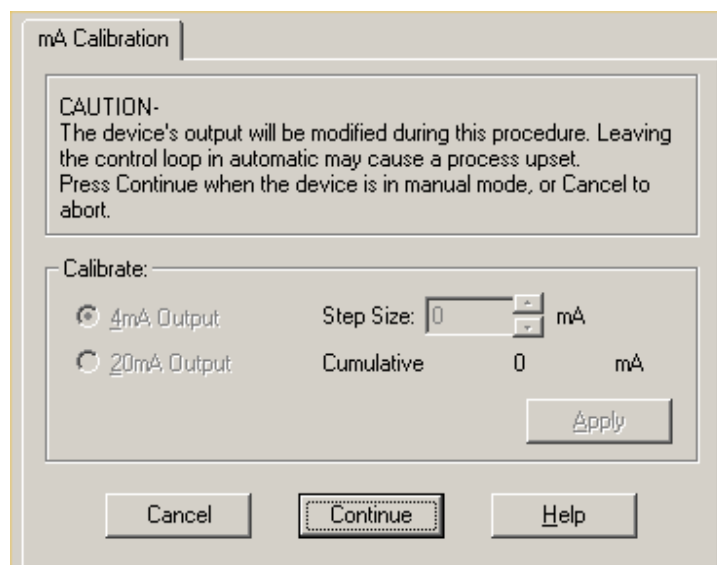 mA Calibration
CAUTION-
The device's output will be modified during this procedure. Leaving
the control loop in automatic may cause a process upset.
Press Continue when the device is in manual mode, or Cancel to
abort.
Calibrate:
4mA Output
Step Size: 0 mA
20mA Output
Cumulative 0 mA
Apply
Cancel
Continue
Help